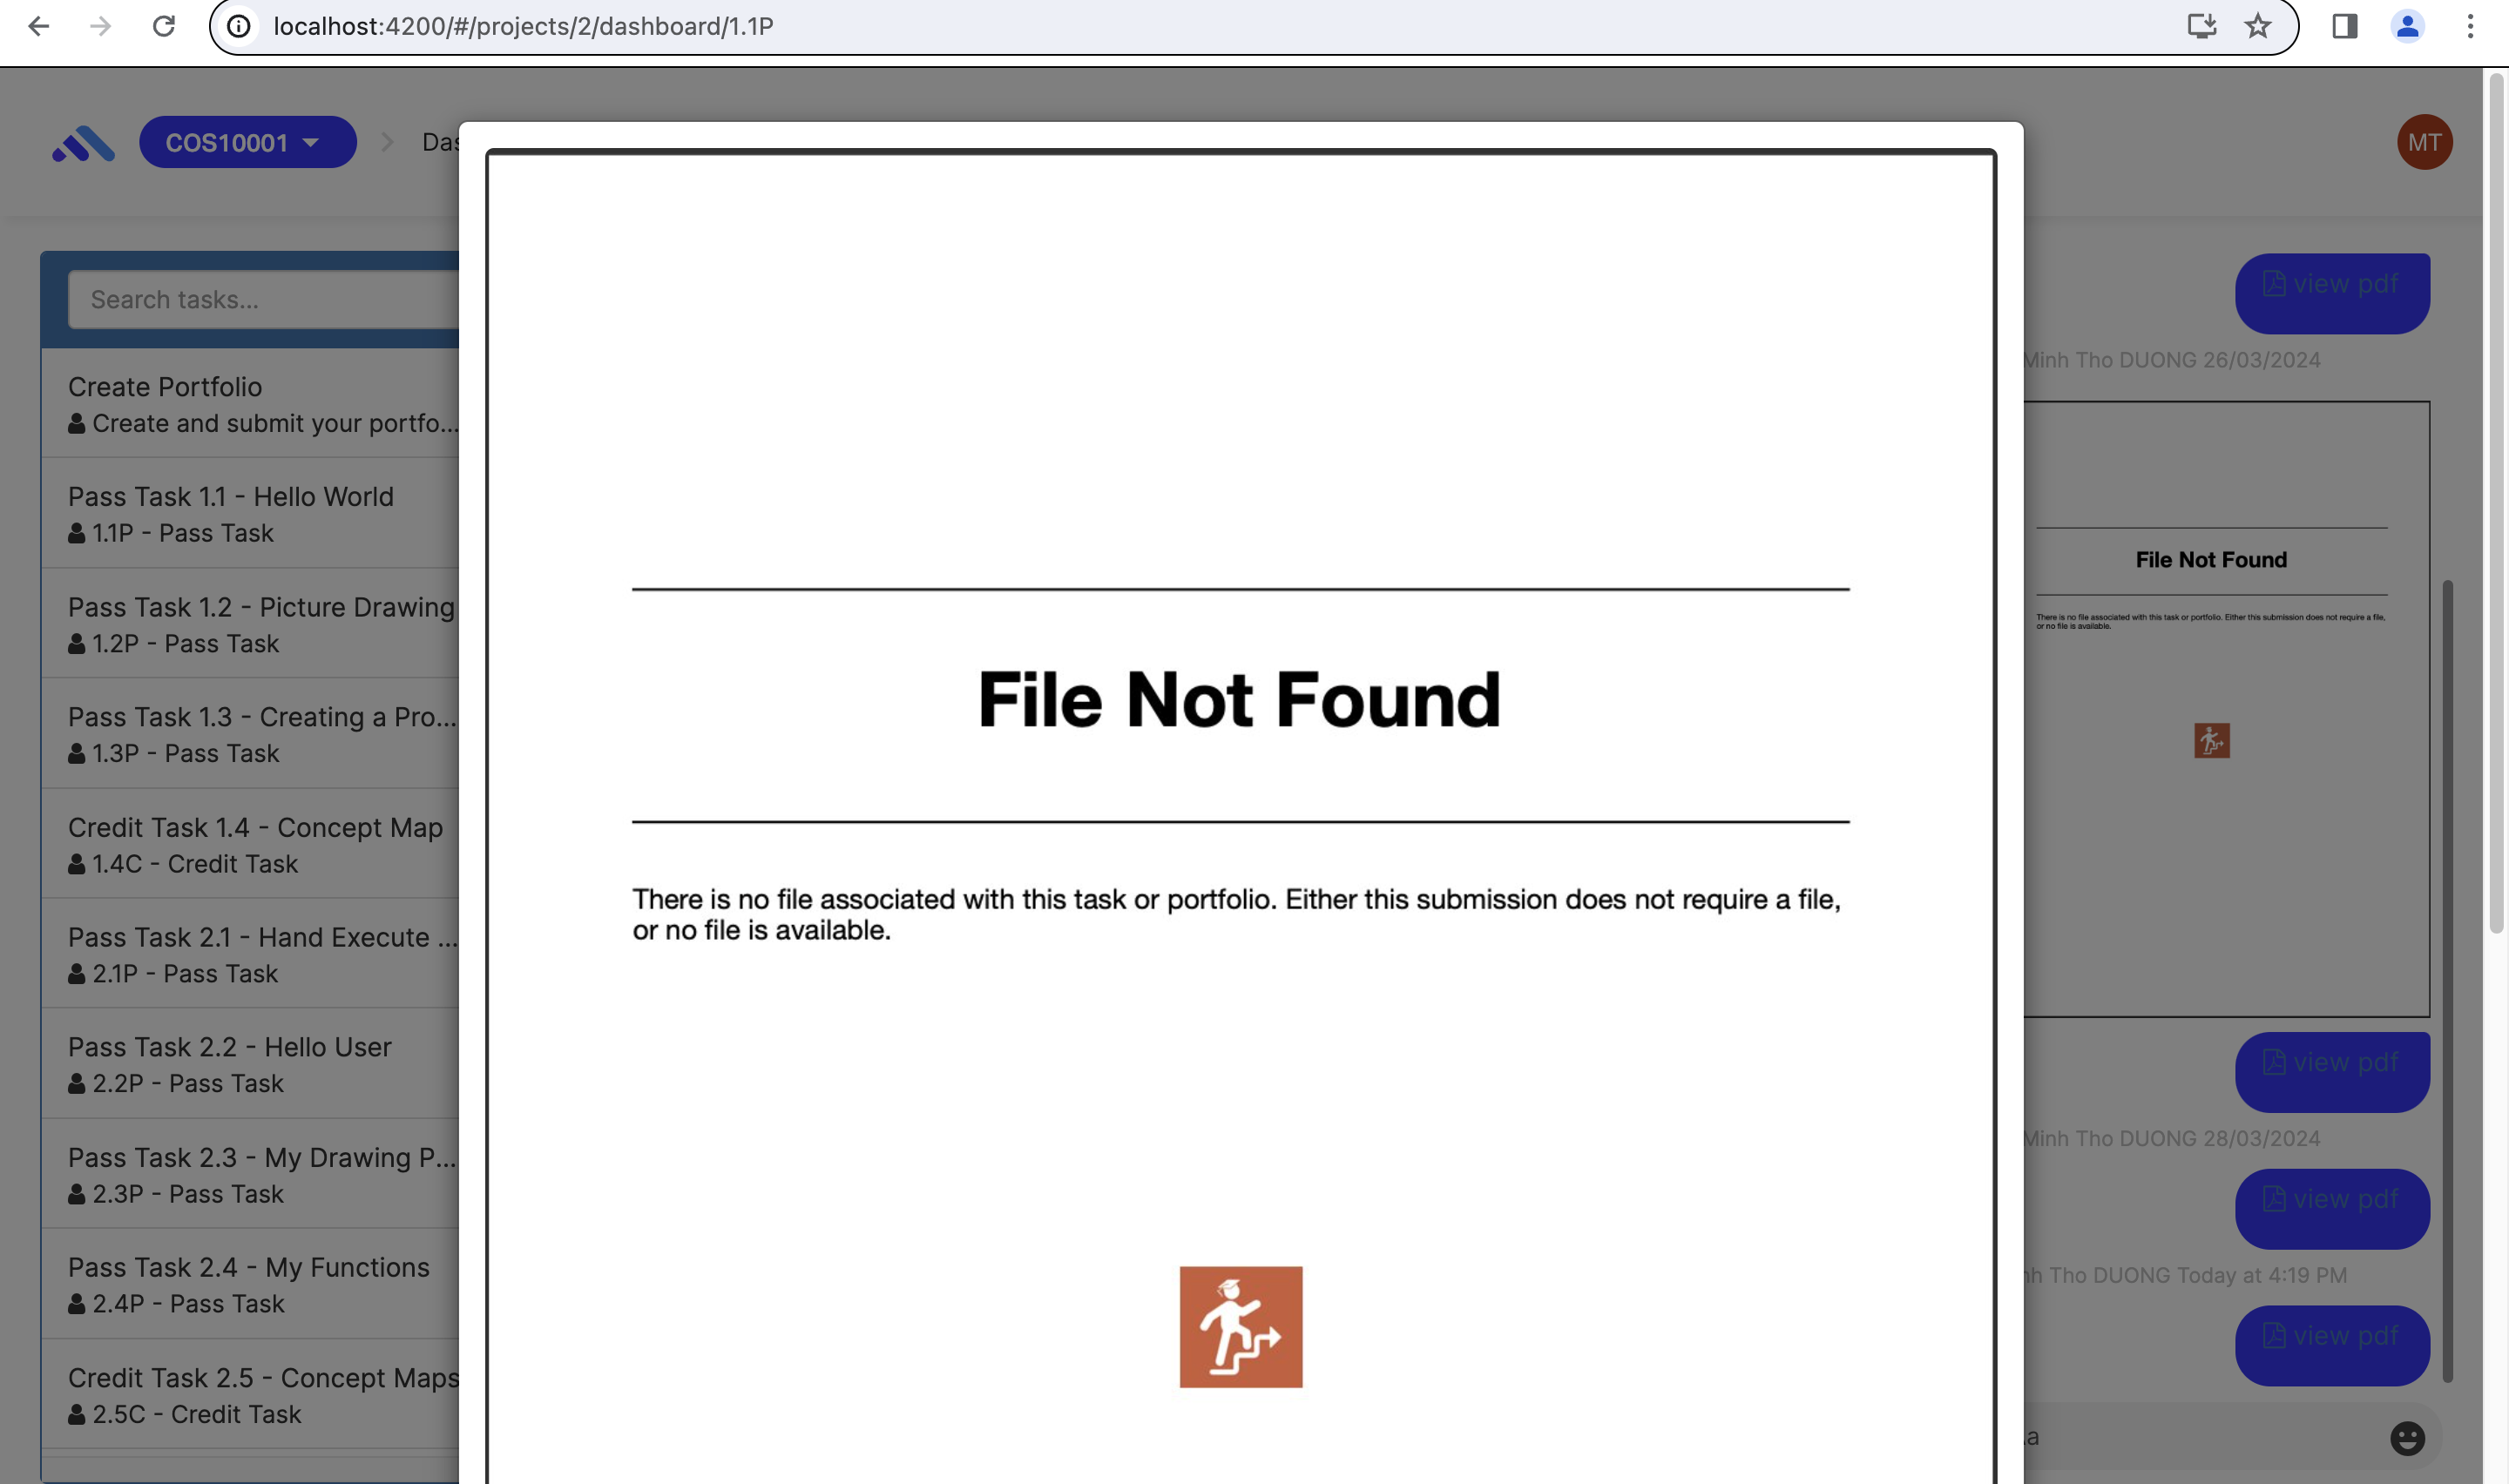 localhost:4200/#/projects/2/dashboard/1.1P
COS10001
MT
Search tasks...
Create Portfolio
Create and submit your portfo...
Pass Task 1.1 - Hello World
1.1P - Pass Task
Pass Task 1.2 - Picture Drawing
1.2P - Pass Task
Pass Task 1.3 - Creating a Pro...
1.3P - Pass Task
Credit Task 1.4 - Concept Map
1.4C - Credit Task
Pass Task 2.1 - Hand Execute ...
2.1P - Pass Task
Pass Task 2.2 - Hello User
2.2P - Pass Task
Pass Task 2.3 - My Drawing P...
2.3P - Pass Task
Pass Task 2.4 - My Functions
2.4P - Pass Task
Credit Task 2.5 - Concept Maps
2.5C - Credit Task
File Not Found
There is no file associated with this task or portfolio. Either this submission does not require a file,
or no file is available.
view pdf
Minh Tho DUONG 26/03/2024
File Not Found
There is no file associated with this task or portfolio. Either this submission does not require a file,
or no file is available.
view pdf
Minh Tho DUONG 28/03/2024
view pdf
Tho DUONG Today at 4:19 PM
view pdf